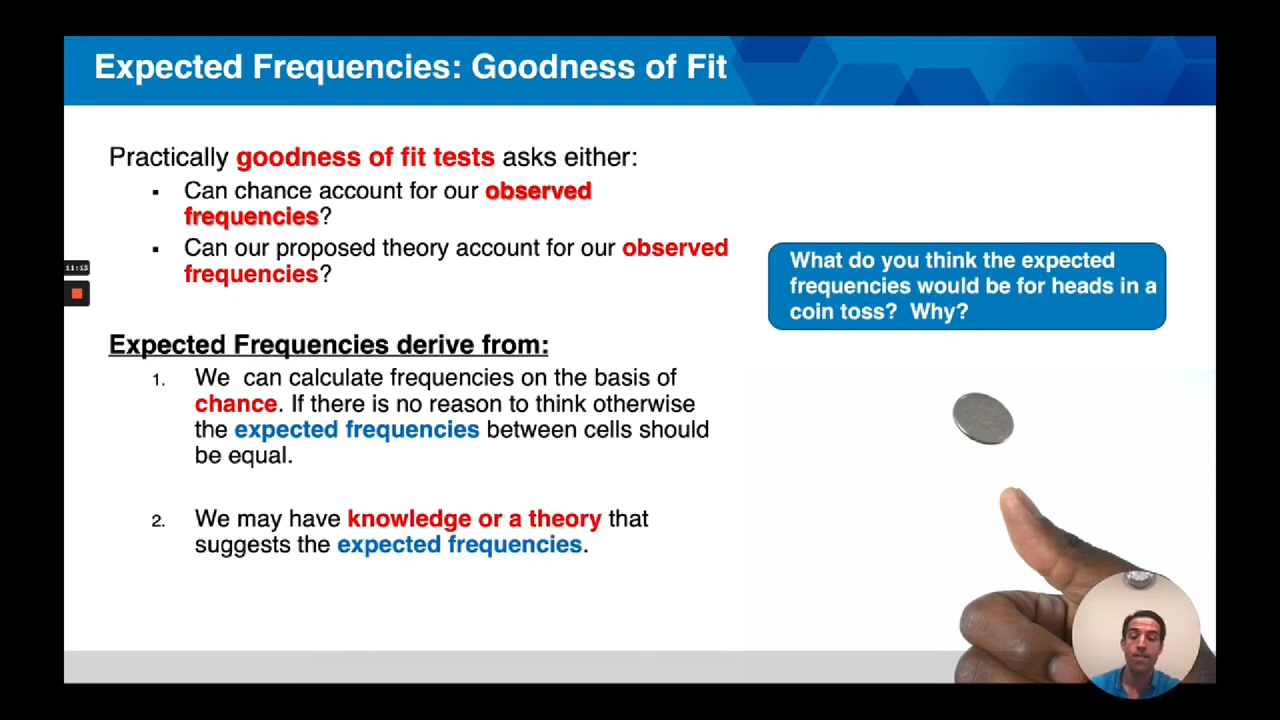 Expected Frequencies: Goodness of Fit
Practically goodness of fit tests asks either:
▪ Can chance account for our observed
frequencies?
▪ Can our proposed theory account for our observed
frequencies?
11:13
What do you think the expected
frequencies would be for heads in a
coin toss? Why?
Expected Frequencies derive from:
1. We can calculate frequencies on the basis of
chance. If there is no reason to think otherwise
the expected frequencies between cells should
be equal.
2. We may have knowledge or a theory that
suggests the expected frequencies.